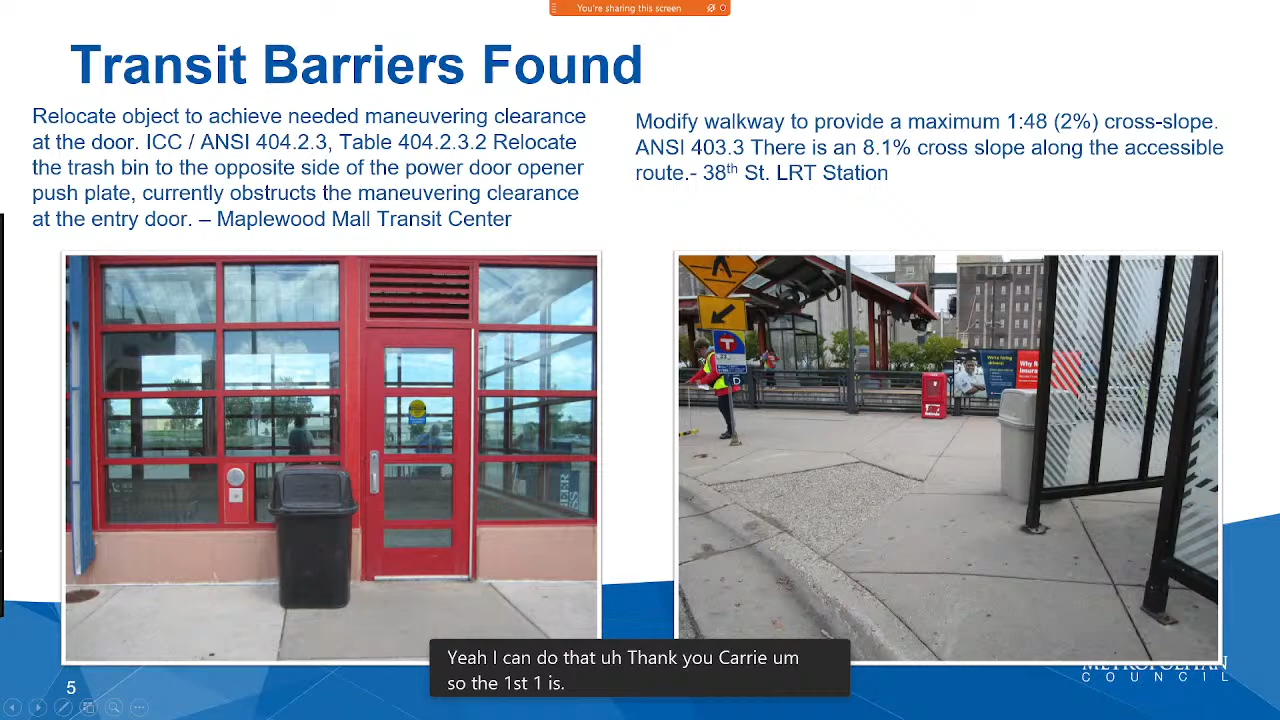 You're sharing this screen
Transit Barriers Found
Relocate object to achieve needed maneuvering clearance
at the door. ICC / ANSI 404.2.3, Table 404.2.3.2 Relocate
the trash bin to the opposite side of the power door opener
push plate, currently obstructs the maneuvering clearance
at the entry door. – Maplewood Mall Transit Center
Modify walkway to provide a maximum 1:48 (2%) cross-slope.
ANSI 403.3 There is an 8.1% cross slope along the accessible
route.- 38th St. LRT Station
T
D
We're hiring
drivers!
Yeah I can do that uh Thank you Carrie um
so the 1st 1 is.
METROPOLITAN
COUNCIL
5